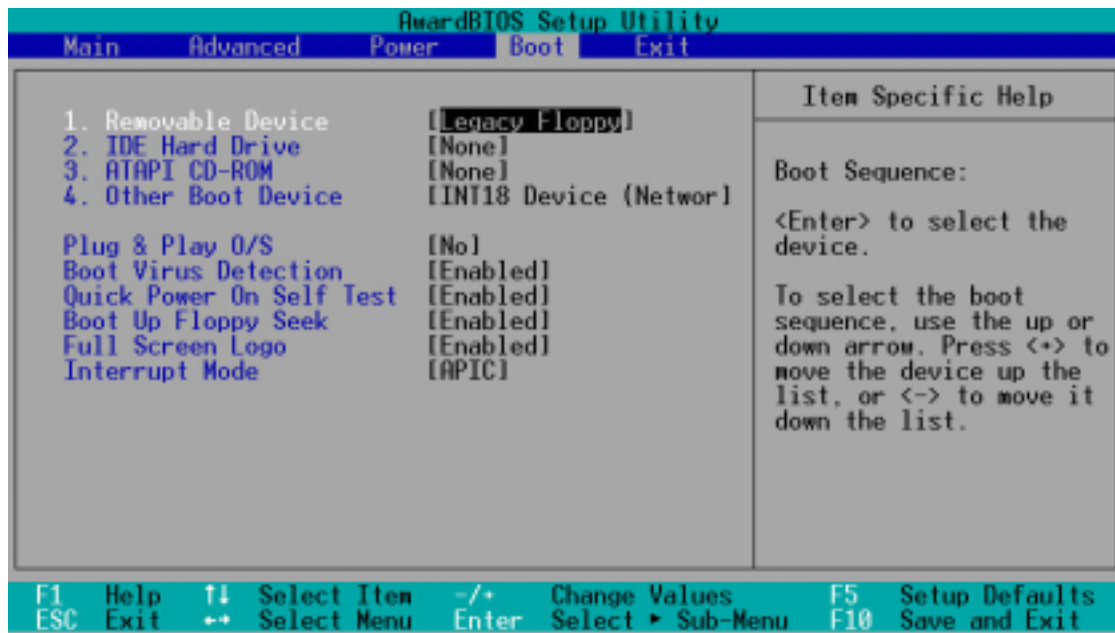 AwardBIOS Setup Utility
Main Advanced Power Boot Exit
1. Removable Device [Legacy Floppy]
2. IDE Hard Drive [None]
3. ATAPI CD-ROM [None]
4. Other Boot Device [INT18 Device (Networ]
Plug & Play O/S [No]
Boot Virus Detection [Enabled]
Quick Power On Self Test [Enabled]
Boot Up Floppy Seek [Enabled]
Full Screen Logo [Enabled]
Interrupt Mode [APIC]
Item Specific Help
Boot Sequence:
<Enter> to select the
device.
To select the boot
sequence, use the up or
down arrow. Press <+> to
move the device up the
list, or <-> to move it
down the list.
F1 Help ↑↓ Select Item -/+ Change Values F5 Setup Defaults
ESC Exit ←→ Select Menu Enter Select ► Sub-Menu F10 Save and Exit